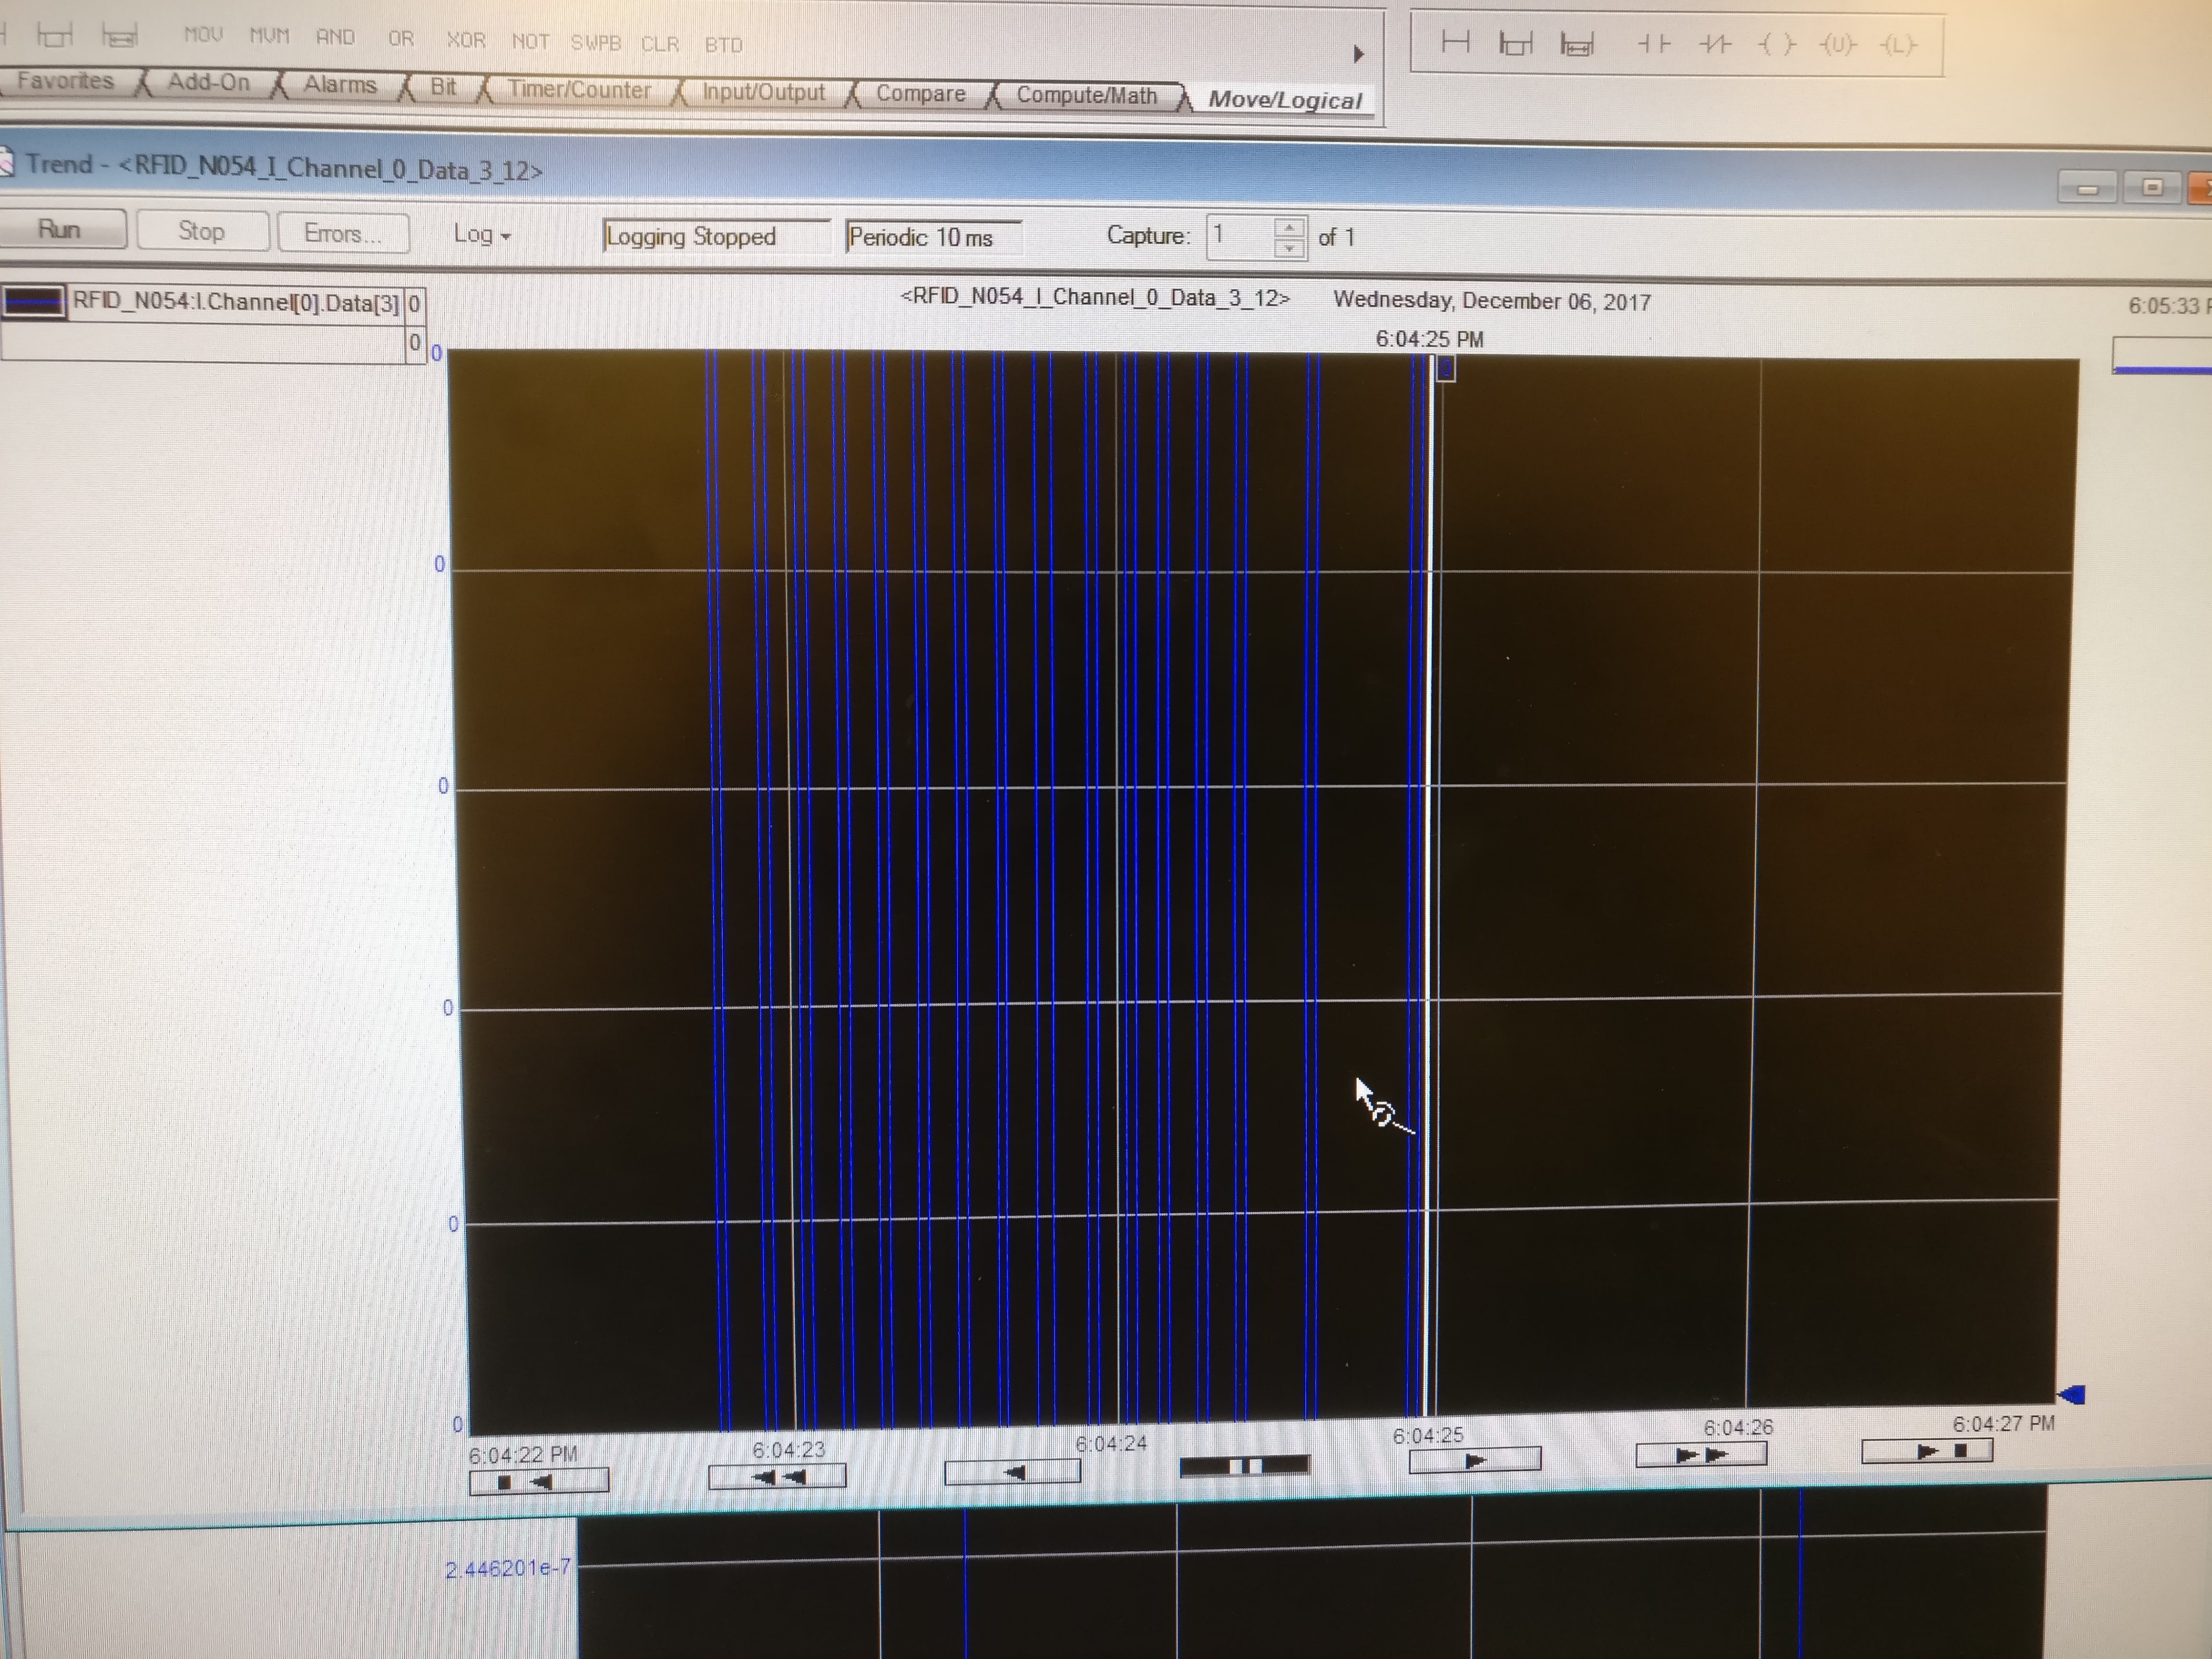 MOV MVM AND OR XOR NOT SWPB CLR BTD
(U) (L)
Favorites Add-On Alarms Bit Timer/Counter Input/Output Compare Compute/Math Move/Logical
Trend - <RFID_N054_I_Channel_0_Data_3_12>
Run Stop Errors... Log Logging Stopped Periodic 10 ms Capture: 1 of 1
RFID_N054:I.Channel[0].Data[3] 0
0
<RFID_N054_I_Channel_0_Data_3_12> Wednesday, December 06, 2017
6:05:33
6:04:25 PM
0
0
0
0
0
0
6:04:22 PM 6:04:23 6:04:24 6:04:25 6:04:26 6:04:27 PM
2.446201e-7